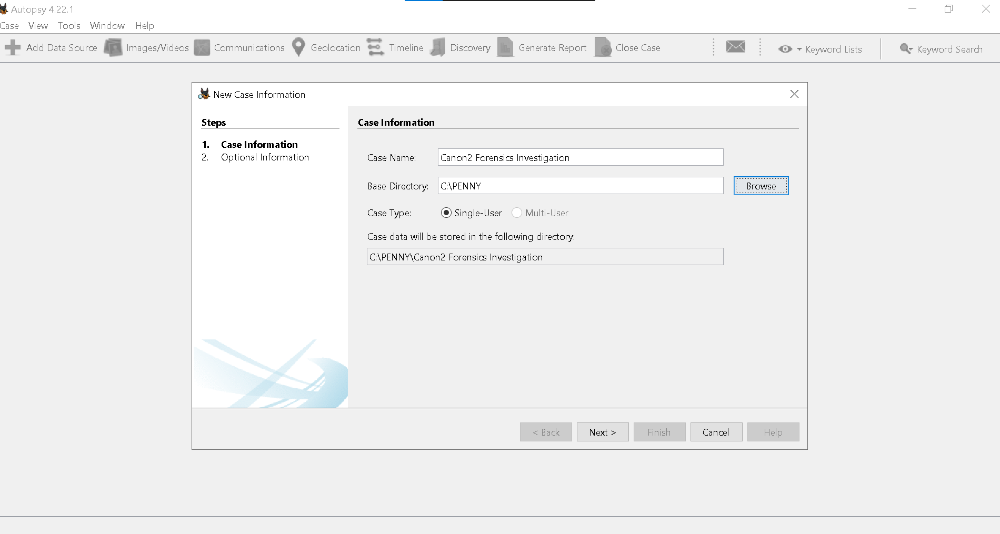 Autopsy 4.22.1
Case View Tools Window Help
Add Data Source Images/Videos Communications Geolocation Timeline Discovery Generate Report Close Case Keyword Lists Keyword Search
New Case Information
Steps
1. Case Information
2. Optional Information
Case Information
Case Name: Canon2 Forensics Investigation
Base Directory: C:\PENNY Browse
Case Type: Single-User Multi-User
Case data will be stored in the following directory:
C:\PENNY\Canon2 Forensics Investigation
< Back Next > Finish Cancel Help